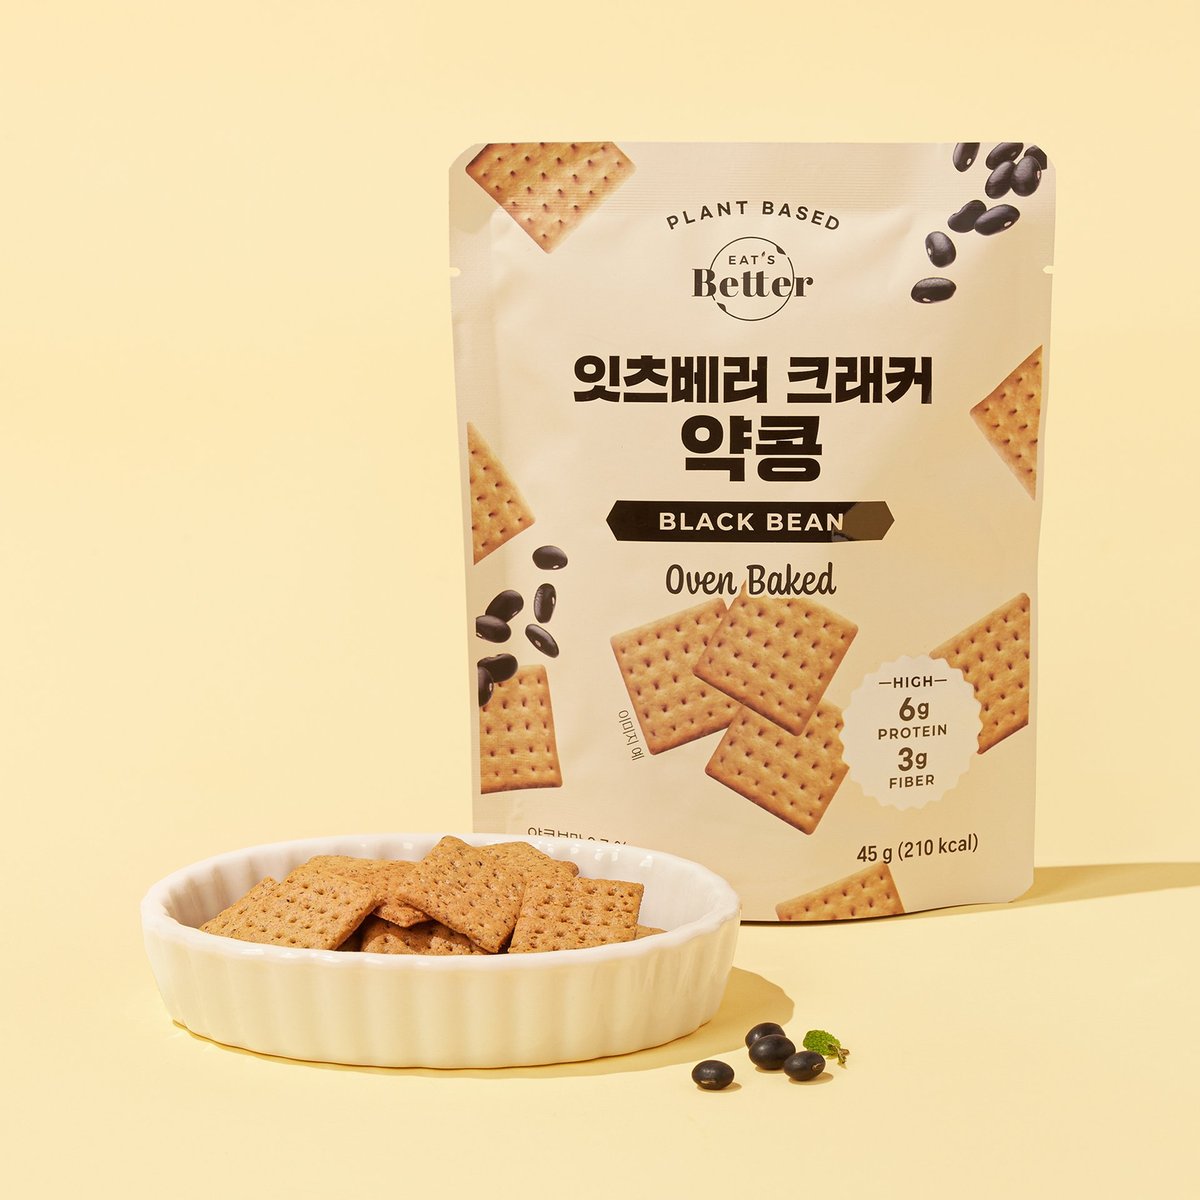 PLANT BASED
EAT'S
Better
잇츠베러 크래커
약콩
BLACK BEAN
Oven Baked
이미지 예
HIGH
6g
PROTEIN
3g
FIBER
45 g (210 kcal)